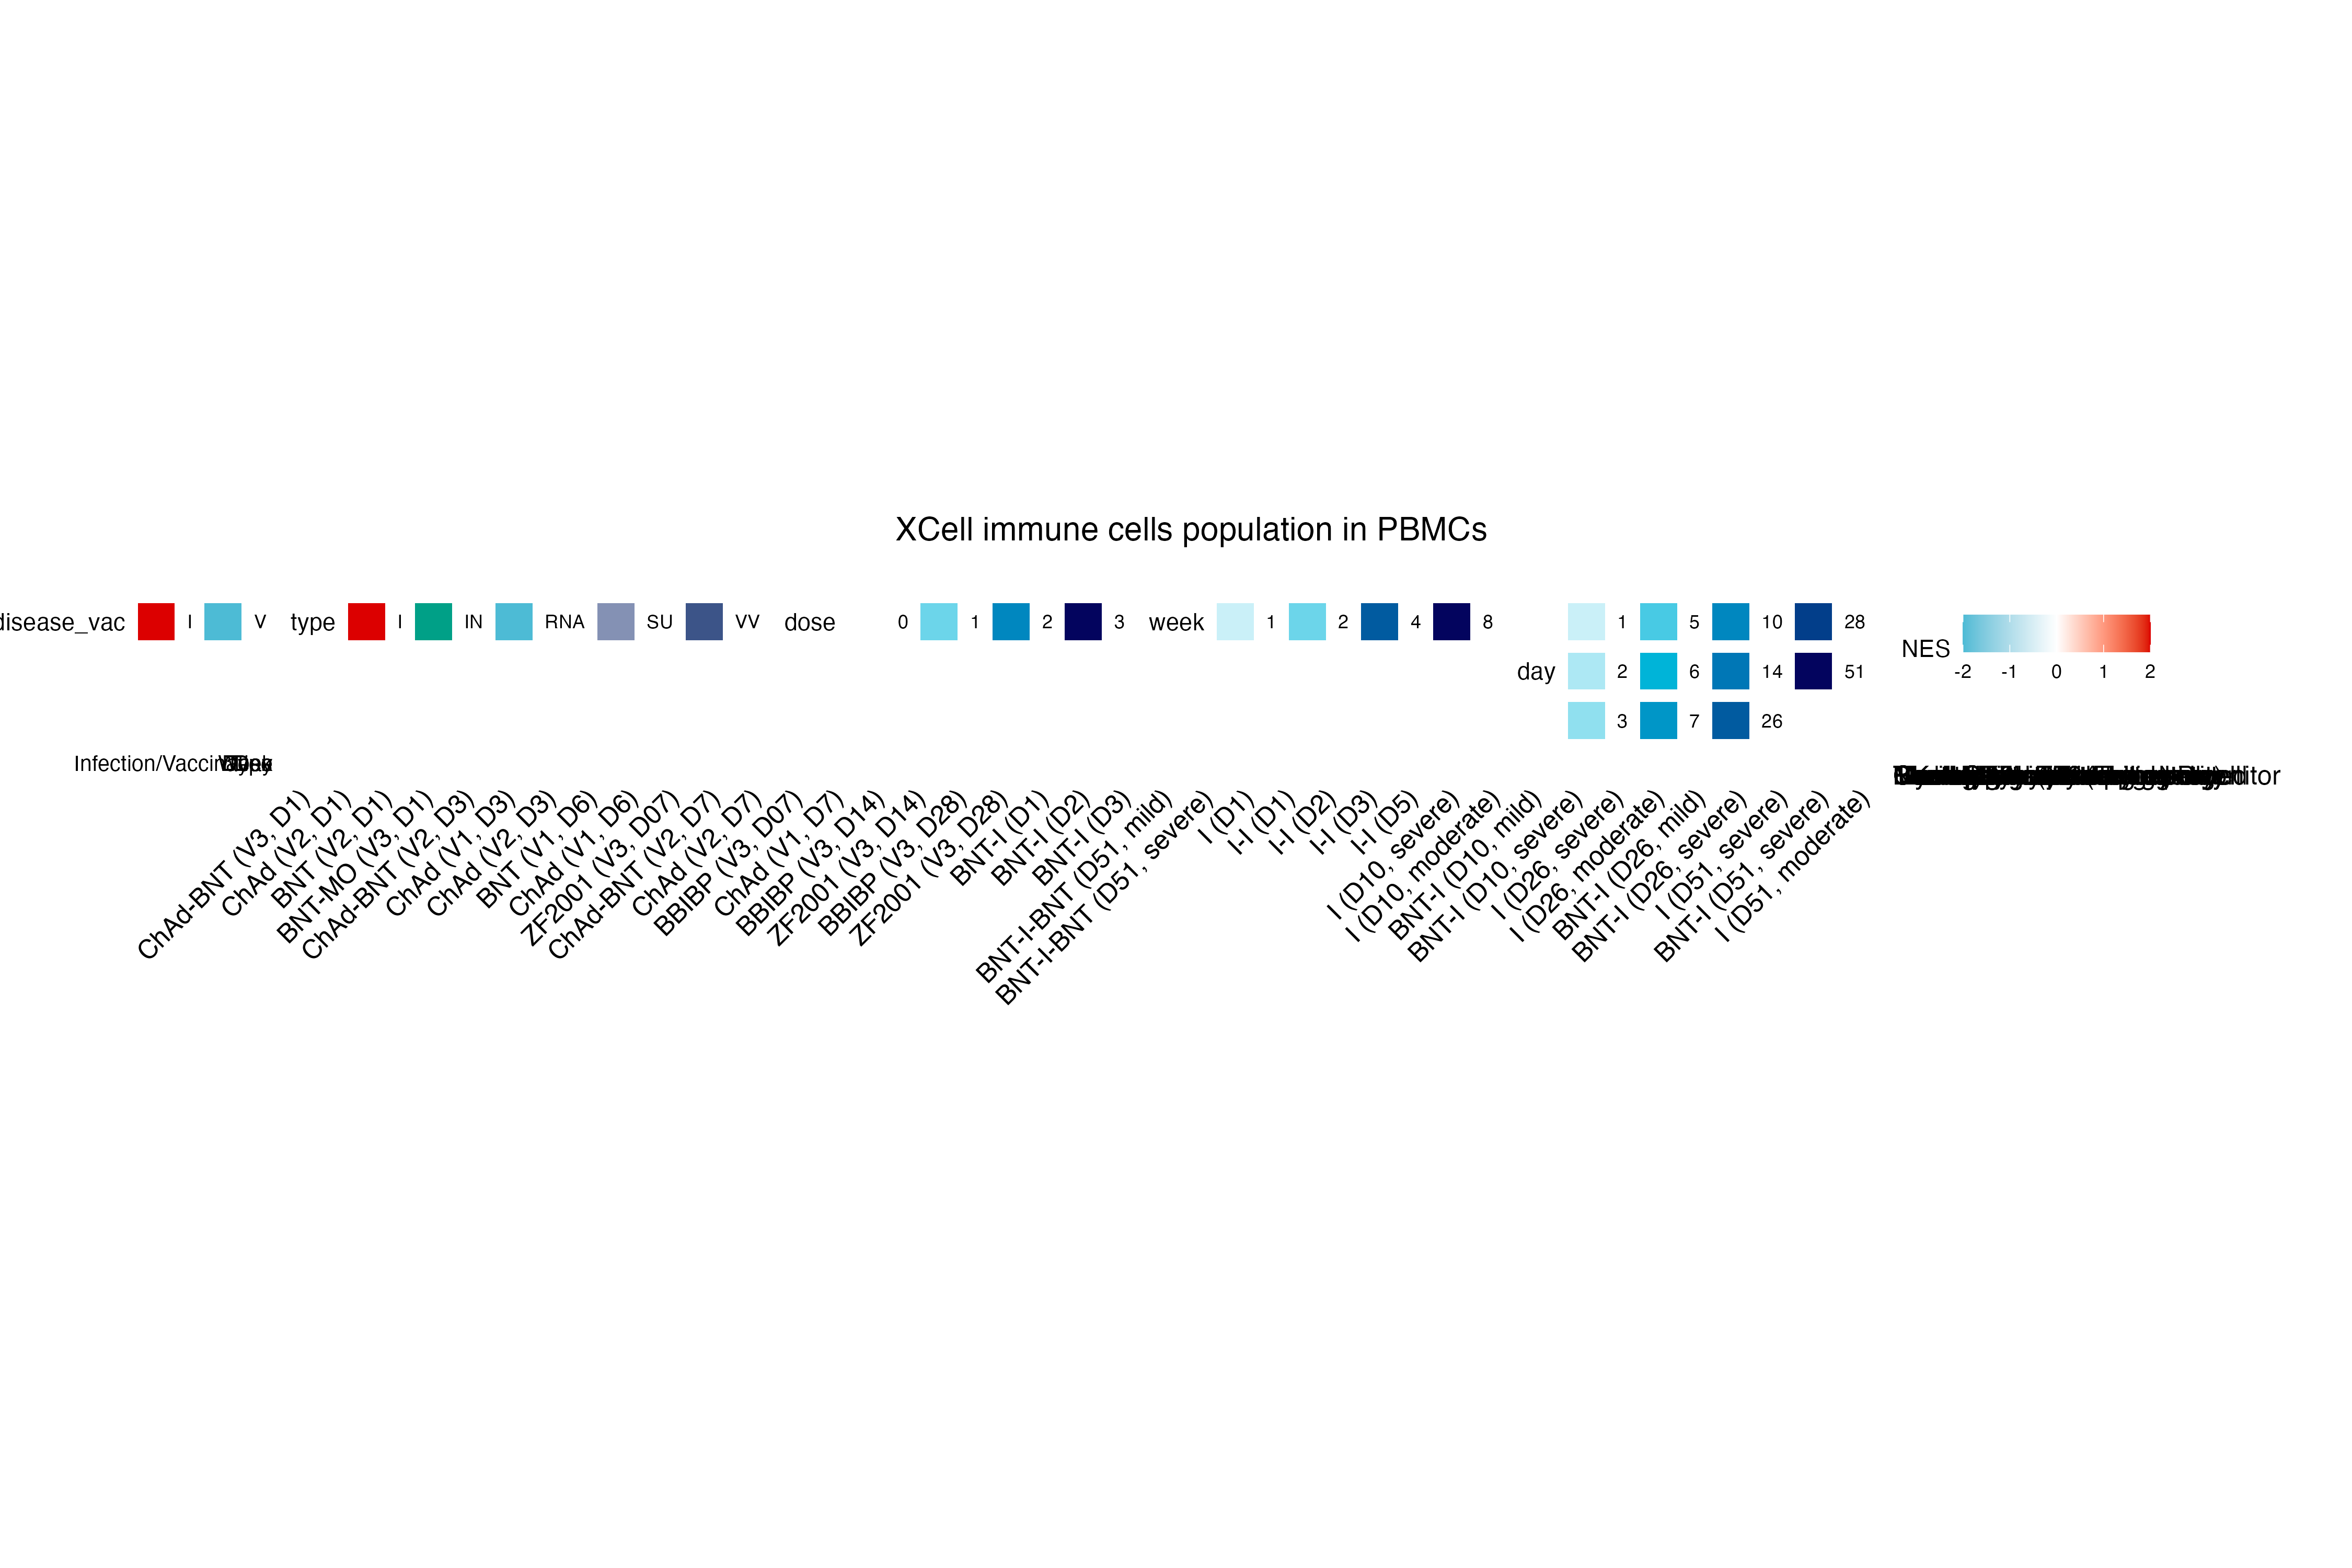 XCell immune cells population in PBMCs
disease_vac I V type I IN RNA SU VV dose 0 1 2 3 week 1 2 4 8
day 1 5 10 28
2 6 14 51
3 7 26
NES
-2 -1 0 1 2
ChAd-BNT (V3, D1)
ChAd (V2, D1)
BNT (V2, D1)
BNT-MO (V3, D1)
ChAd-BNT (V2, D3)
ChAd (V1, D3)
ChAd (V2, D3)
BNT (V1, D6)
ChAd (V1, D6)
ZF2001 (V3, D07)
ChAd-BNT (V2, D7)
ChAd (V2, D7)
BBIBP (V3, D07)
ChAd (V1, D7)
BBIBP (V3, D14)
ZF2001 (V3, D14)
BBIBP (V3, D28)
ZF2001 (V3, D28)
BNT-I (D1)
BNT-I (D2)
BNT-I (D3)
BNT-I-BNT (D51, mild)
BNT-I-BNT (D51, severe)
I (D1)
I-I (D1)
I-I (D2)
I-I (D3)
I-I (D5)
I (D10, severe)
I (D10, moderate)
BNT-I (D10, mild)
BNT-I (D10, severe)
I (D26, severe)
I (D26, moderate)
BNT-I (D26, mild)
BNT-I (D26, severe)
I (D51, severe)
BNT-I (D51, severe)
I (D51, moderate)